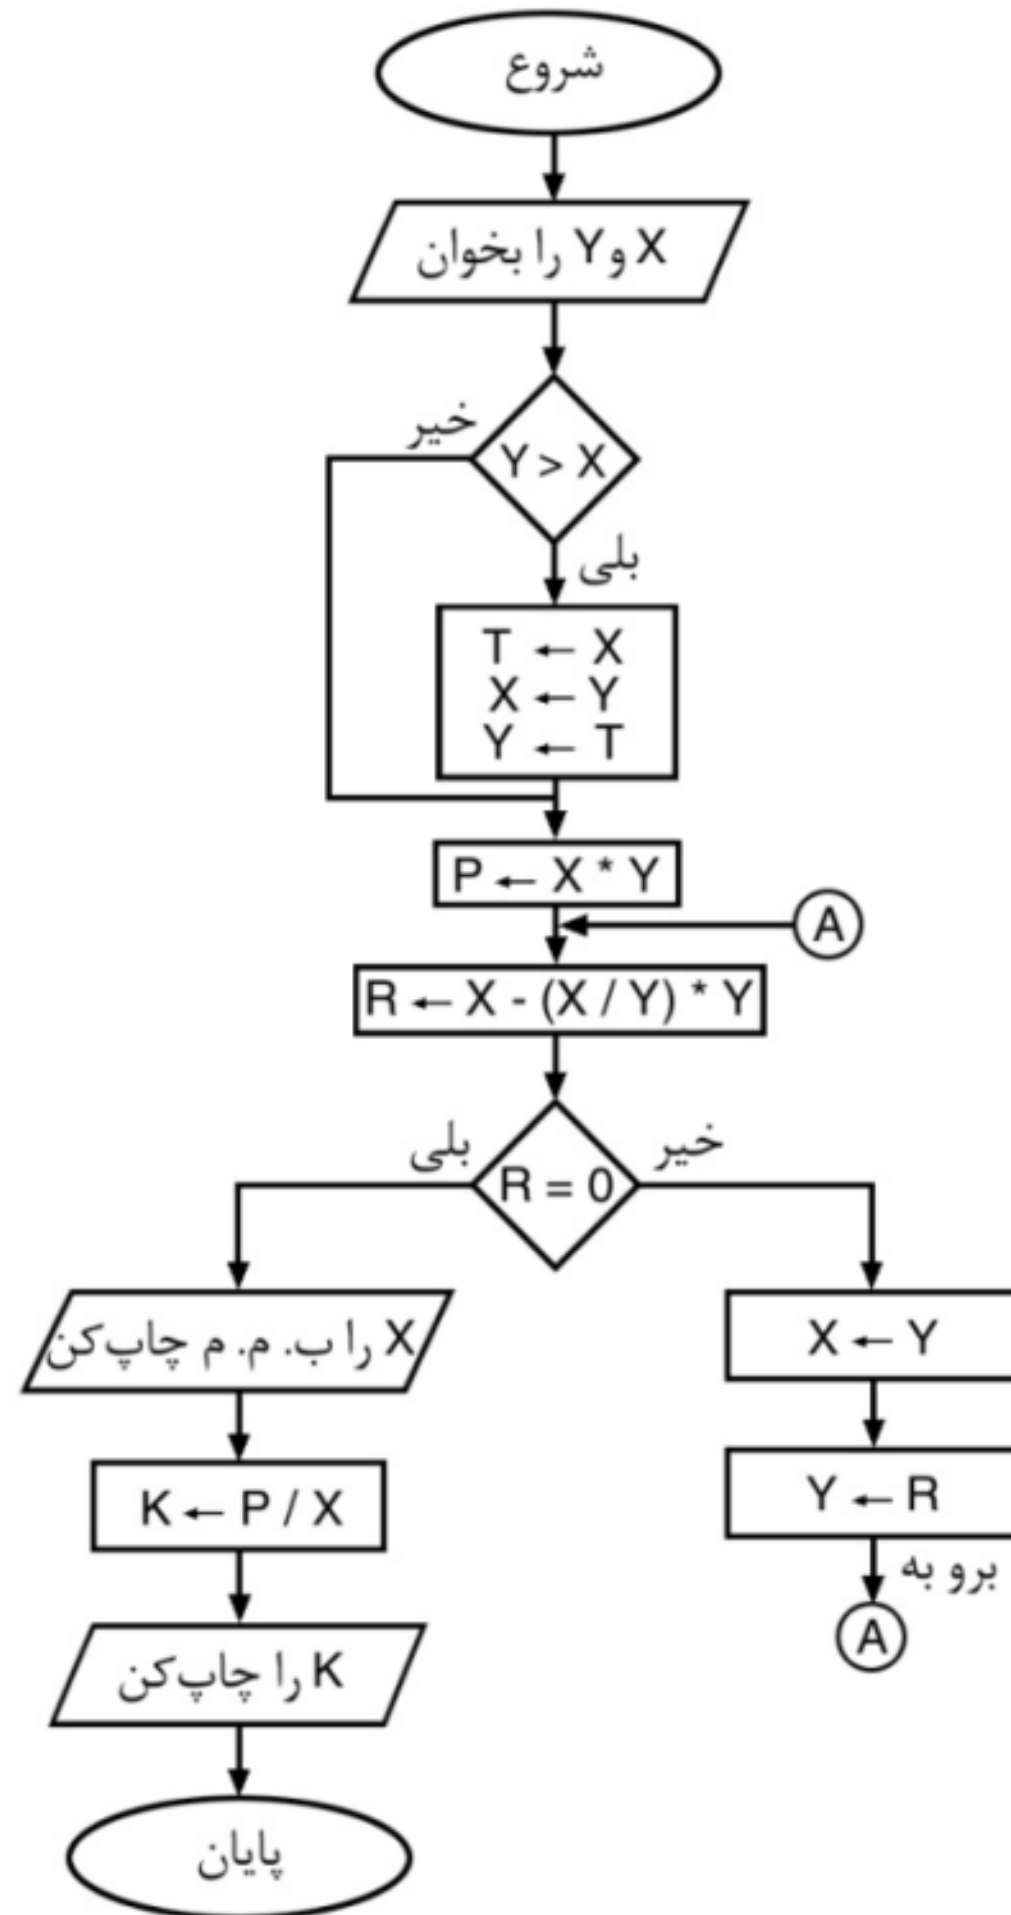 شروع
X و Y را بخوان
Y > X
خیر
بلی
T ← X
X ← Y
Y ← T
P ← X * Y
A
R ← X - (X / Y) * Y
R = 0
بلی
خیر
X را ب. م. م چاپ‌کن
K ← P / X
K را چاپ‌کن
پایان
X ← Y
Y ← R
برو به
A